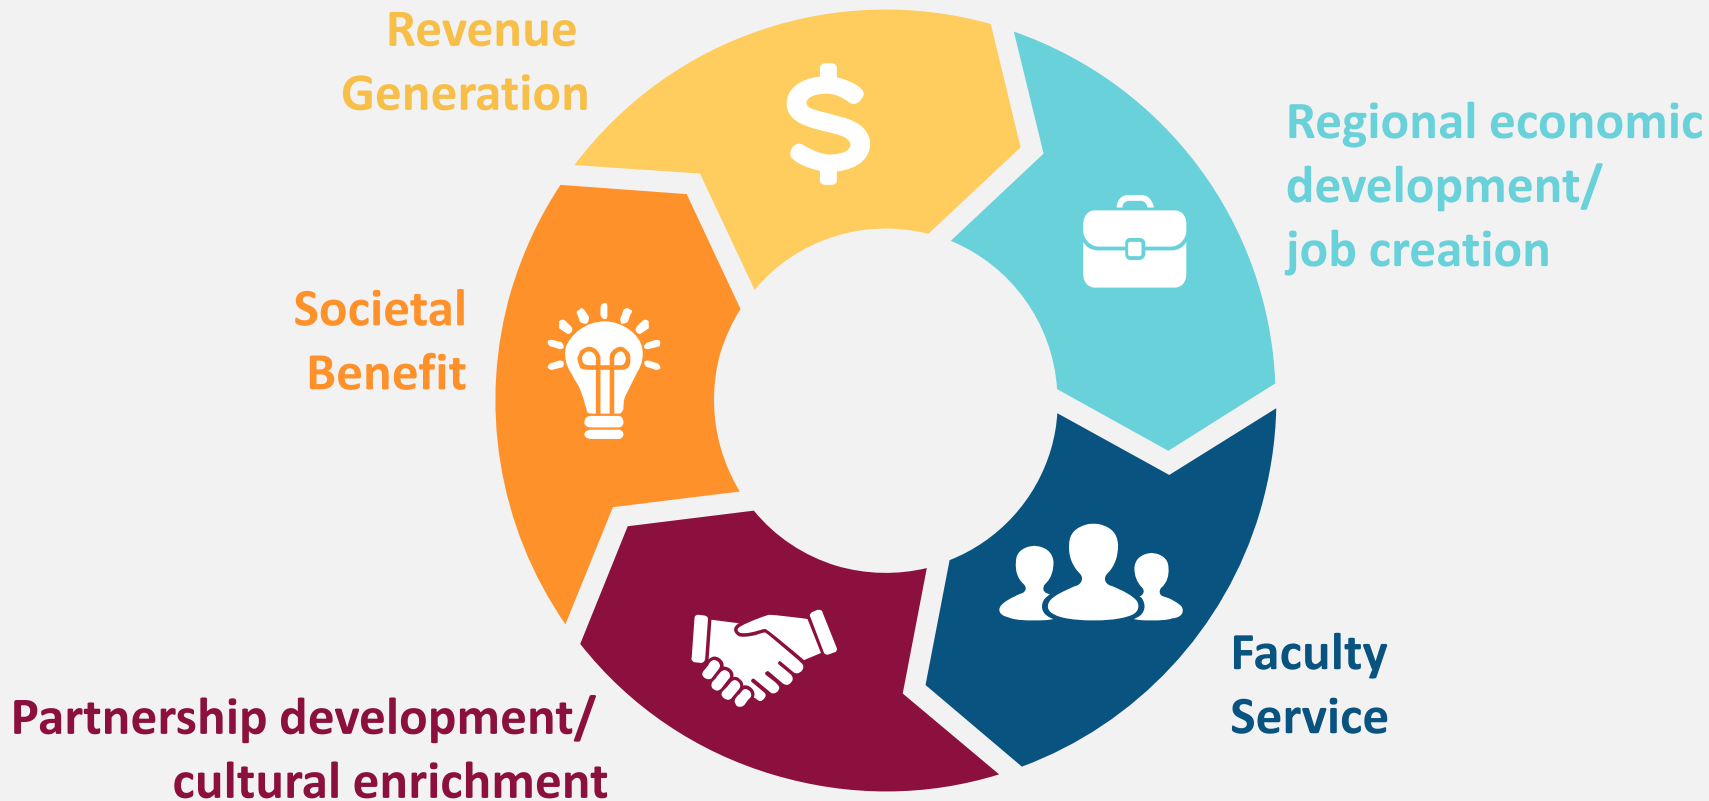 Revenue
Generation
Regional economic
development/
job creation
Societal
Benefit
Faculty
Service
Partnership development/
cultural enrichment